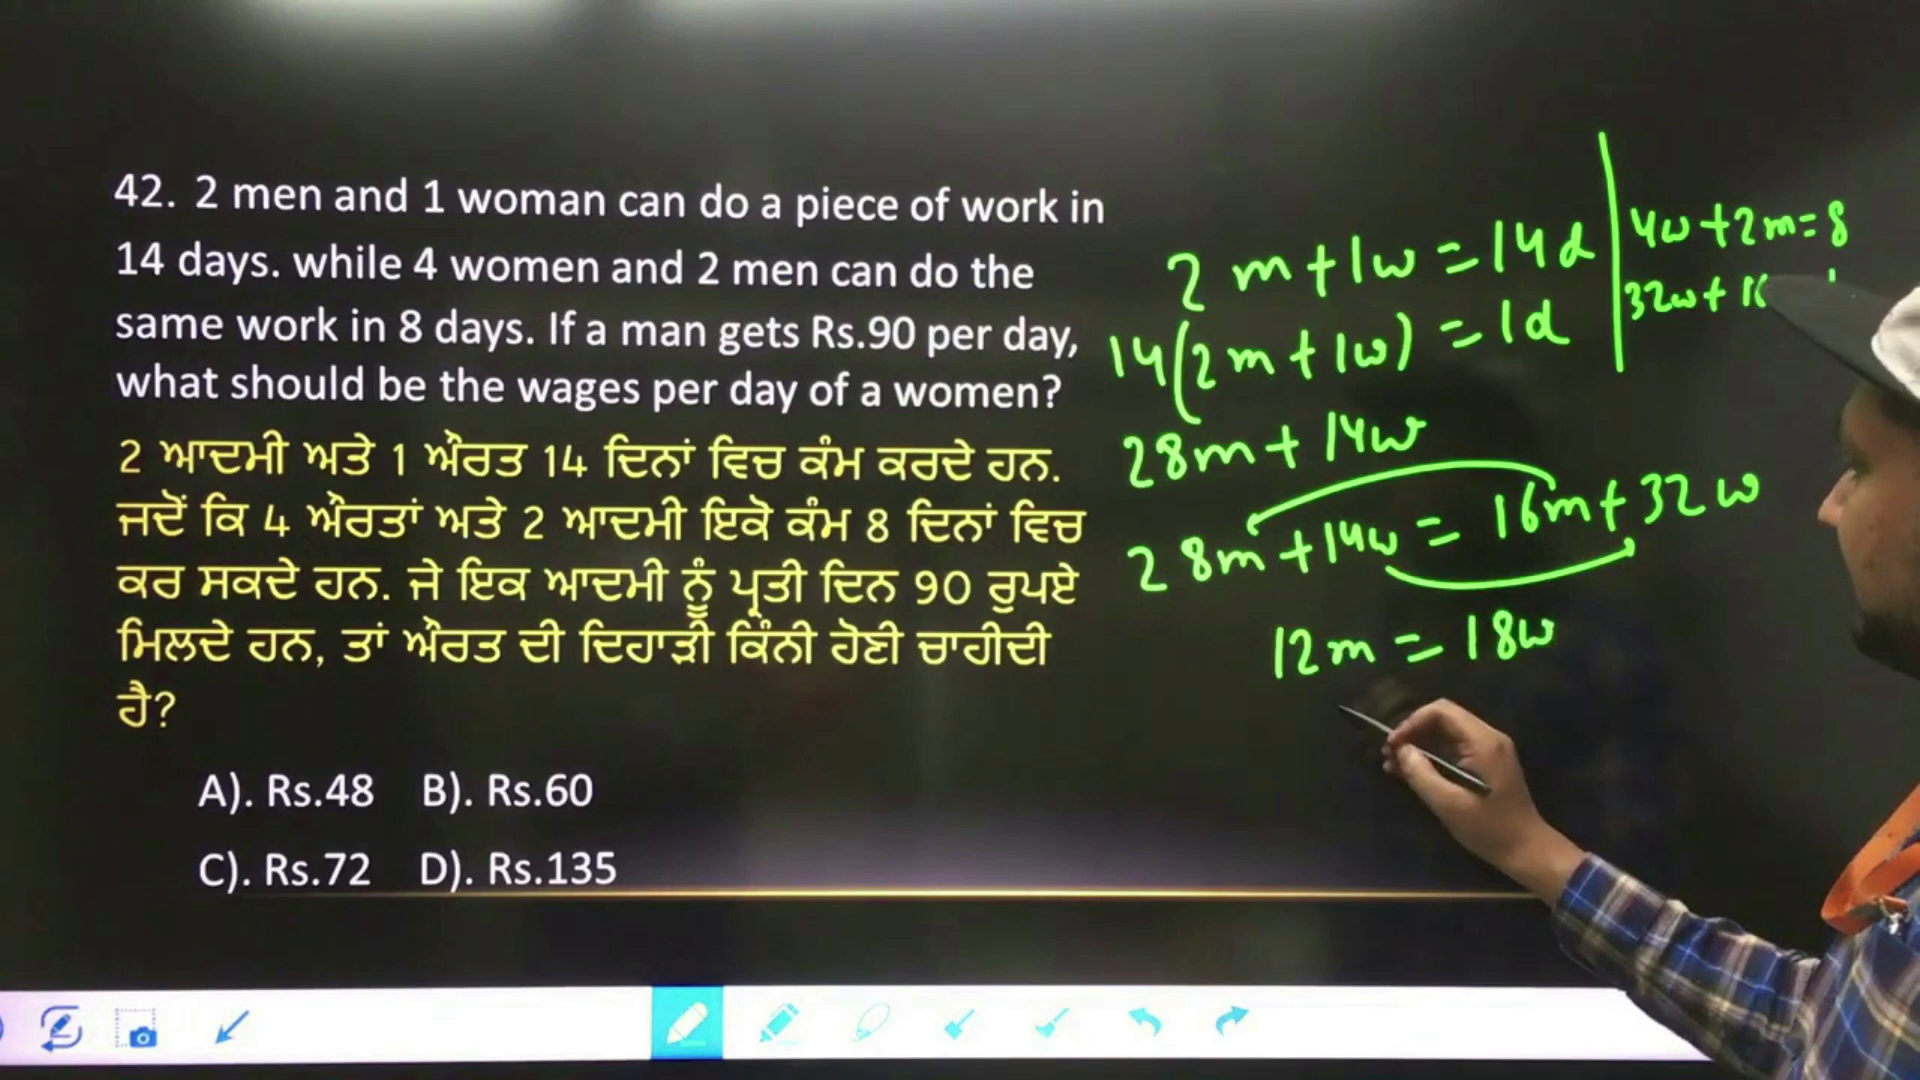 42. 2 men and 1 woman can do a piece of work in
14 days. while 4 women and 2 men can do the
same work in 8 days. If a man gets Rs.90 per day,
what should be the wages per day of a women?
2 ਆਦਮੀ ਅਤੇ 1 ਔਰਤ 14 ਦਿਨਾਂ ਵਿਚ ਕੰਮ ਕਰਦੇ ਹਨ.
ਜਦੋਂ ਕਿ 4 ਔਰਤਾਂ ਅਤੇ 2 ਆਦਮੀ ਇਕੋ ਕੰਮ 8 ਦਿਨਾਂ ਵਿਚ
ਕਰ ਸਕਦੇ ਹਨ. ਜੇ ਇਕ ਆਦਮੀ ਨੂੰ ਪ੍ਰਤੀ ਦਿਨ 90 ਰੁਪਏ
ਮਿਲਦੇ ਹਨ, ਤਾਂ ਔਰਤ ਦੀ ਦਿਹਾੜੀ ਕਿੰਨੀ ਹੋਣੀ ਚਾਹੀਦੀ
ਹੈ?
A). Rs.48 B). Rs.60
C). Rs.72 D). Rs.135
2m+1w=14d
14(2m+1w)=1d
28m+14w
28m+14w=16m+32w
12m=18w
4w+2m=8
32w+